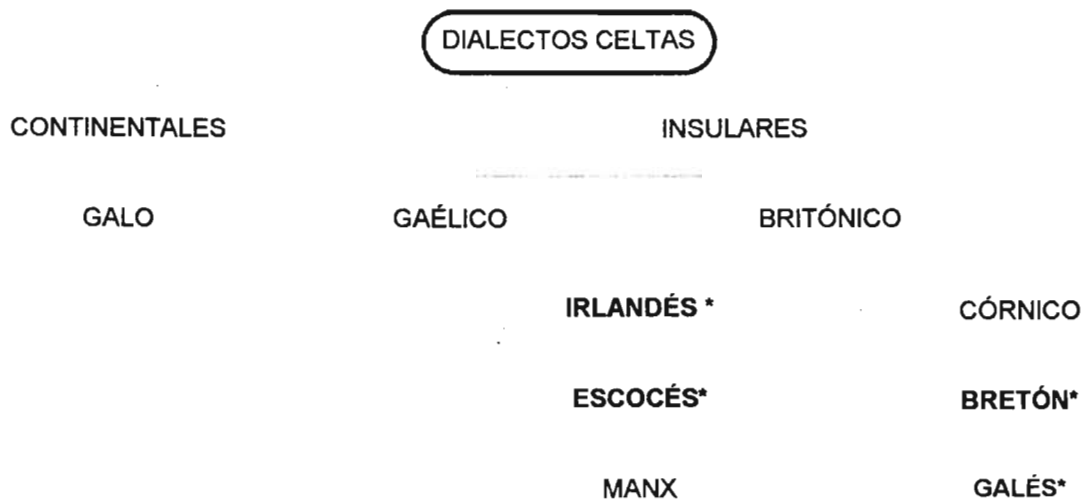 DIALECTOS CELTAS
CONTINENTALES INSULARES
GALO GAÉLICO BRITÓNICO
IRLANDÉS * CÓRNICO
ESCOCÉS* BRETÓN*
MANX GALÉS*